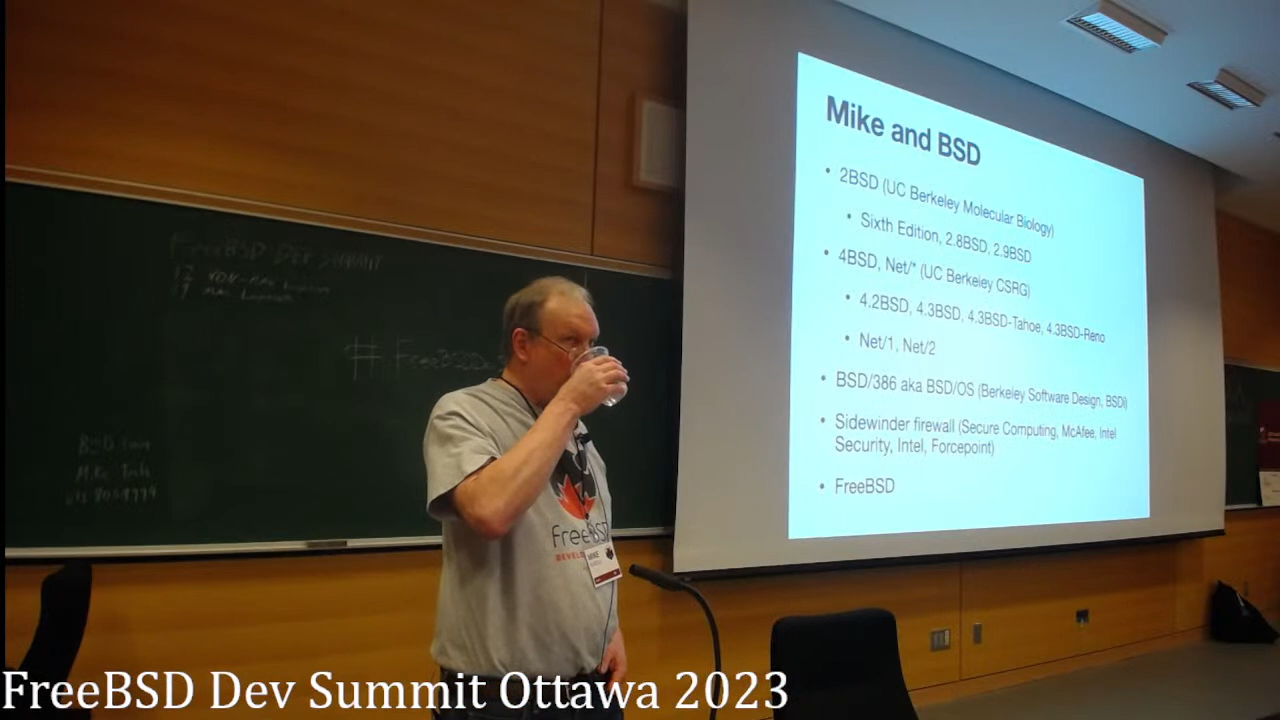 Mike and BSD
• 2BSD (UC Berkeley Molecular Biology)
• Sixth Edition, 2.8BSD, 2.9BSD
• 4BSD, Net/* (UC Berkeley CSRG)
• 4.2BSD, 4.3BSD, 4.3BSD-Tahoe, 4.3BSD-Reno
• Net/1, Net/2
• BSD/386 aka BSD/OS (Berkeley Software Design, BSDi)
• Sidewinder firewall (Secure Computing, McAfee, Intel
Security, Intel, Forcepoint)
• FreeBSD
FreeBSD DEV SUMMIT
# FreeBSD
FreeBSD
MIKE
FreeBSD Dev Summit Ottawa 2023